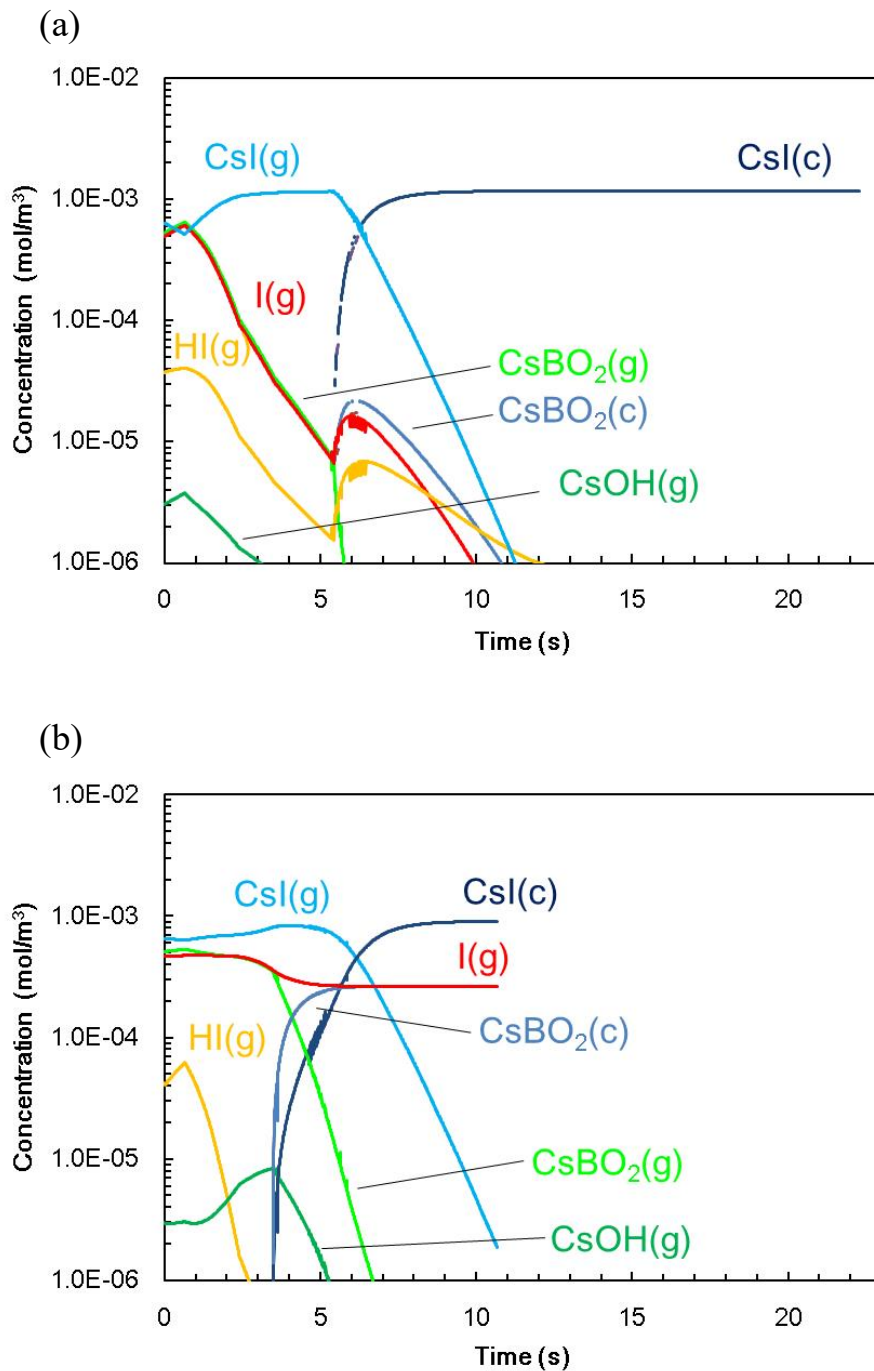 (a)
1.0E-02
CsI(g)
CsI(c)
1.0E-03
I(g)
1.0E-04
HI(g)
CsBO₂(g)
CsBO₂(c)
1.0E-05
CsOH(g)
1.0E-06
0 5 10 15 20
Time (s)
Concentration (mol/m³)
(b)
1.0E-02
CsI(g)
CsI(c)
1.0E-03
I(g)
CsBO₂(c)
1.0E-04
HI(g)
CsBO₂(g)
1.0E-05
CsOH(g)
1.0E-06
0 5 10 15 20
Time (s)
Concentration (mol/m³)